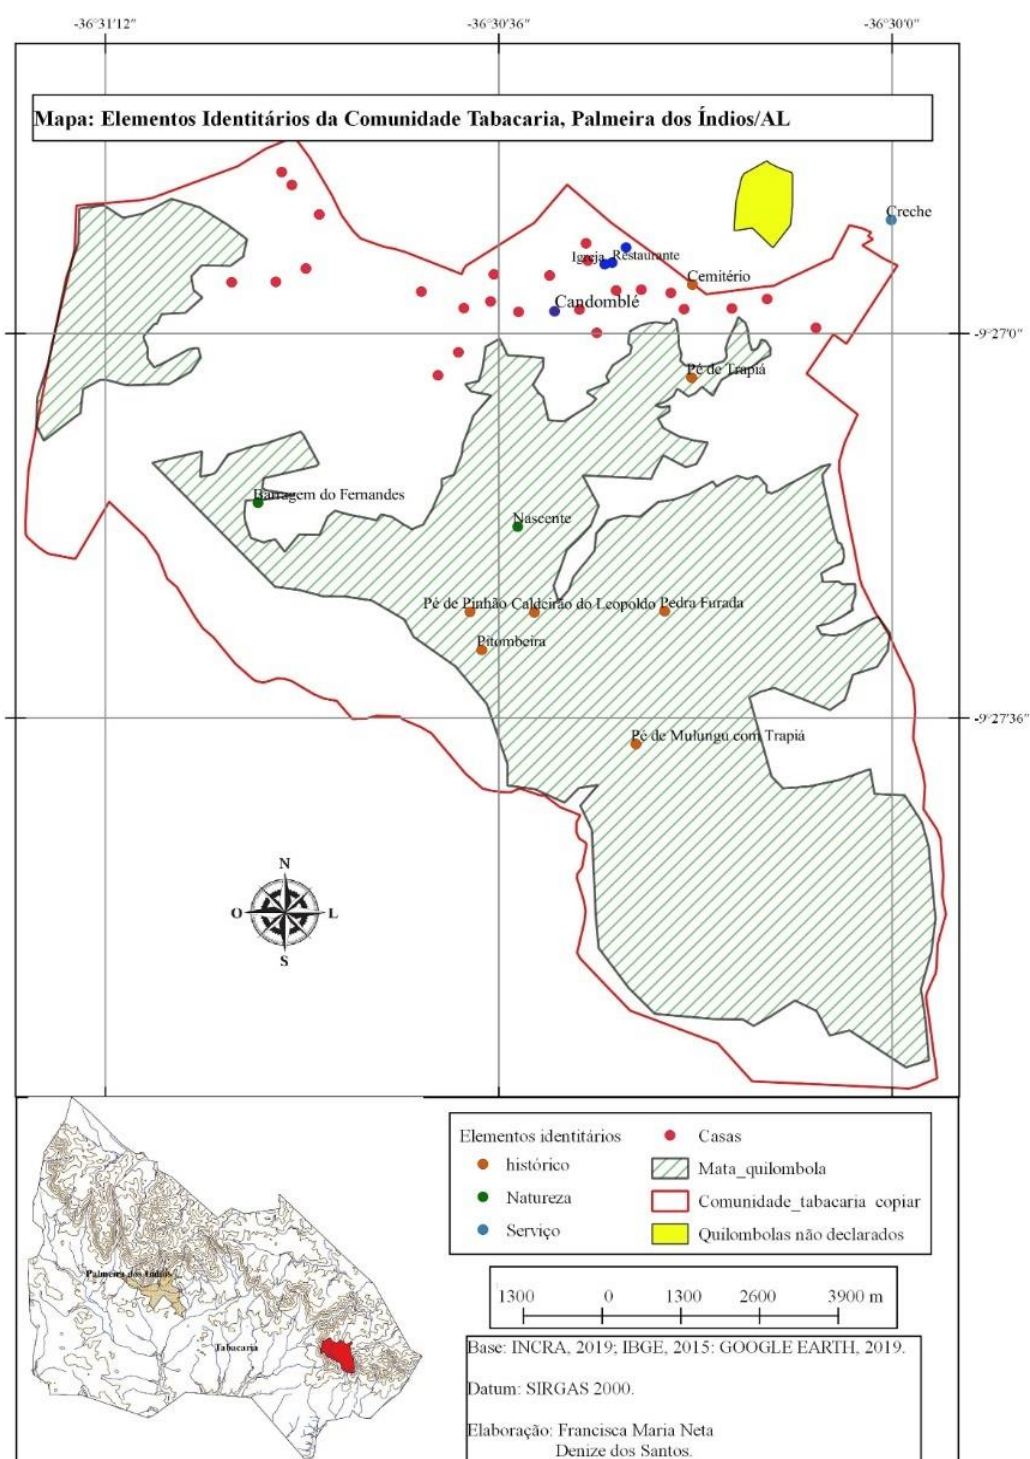 -36°31'12" -36°30'36" -36°30'0"
Mapa: Elementos Identitários da Comunidade Tabacaria, Palmeira dos Índios/AL
Creche
Igreja Restaurante
Cemitério
Candomblé
-9°27'0"
Pé de Trapiá
Barragem do Fernandes
Nascente
Pé de Pinhão Caldeirão do Leopoldo Pedra Furada
Pitombeira
-9°27'36"
Pé de Mulungu com Trapiá
N
O L
S
Elementos identitários
histórico
Natureza
Serviço
Casas
Mata_quilombola
Comunidade_tabacaria copiar
Quilombolas não declarados
Palmeira dos Índios
Tabacaria
1300 0 1300 2600 3900 m
Base: INCRA, 2019; IBGE, 2015: GOOGLE EARTH, 2019.
Datum: SIRGAS 2000.
Elaboração: Francisca Maria Neta
Denize dos Santos.